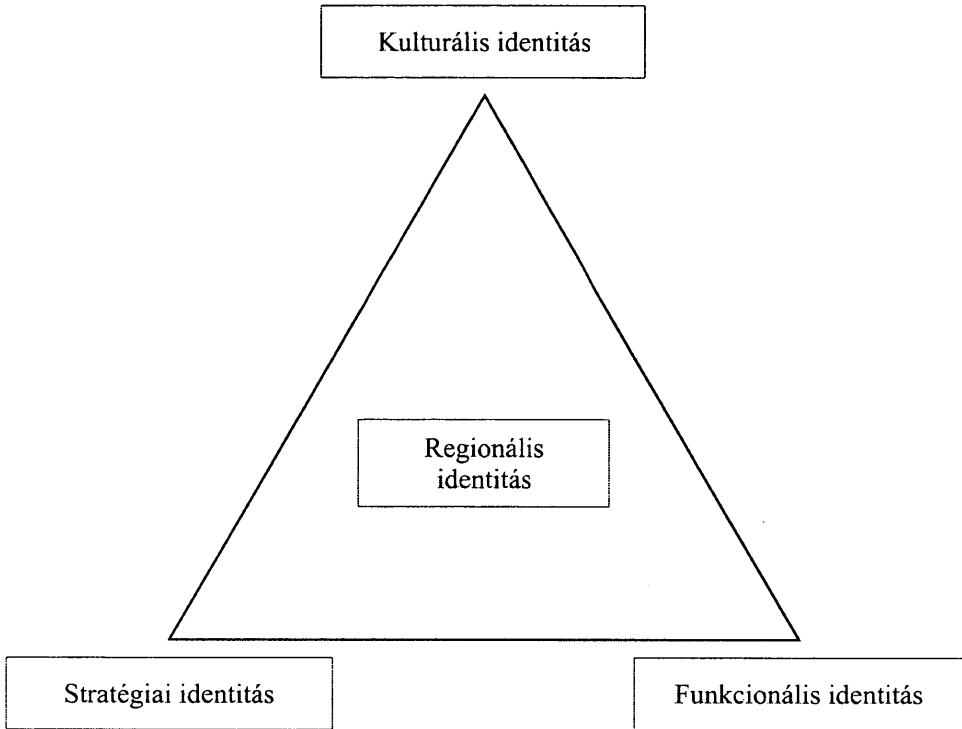 Kulturális identitás
Regionális
identitás
Stratégiai identitás
Funkcionális identitás